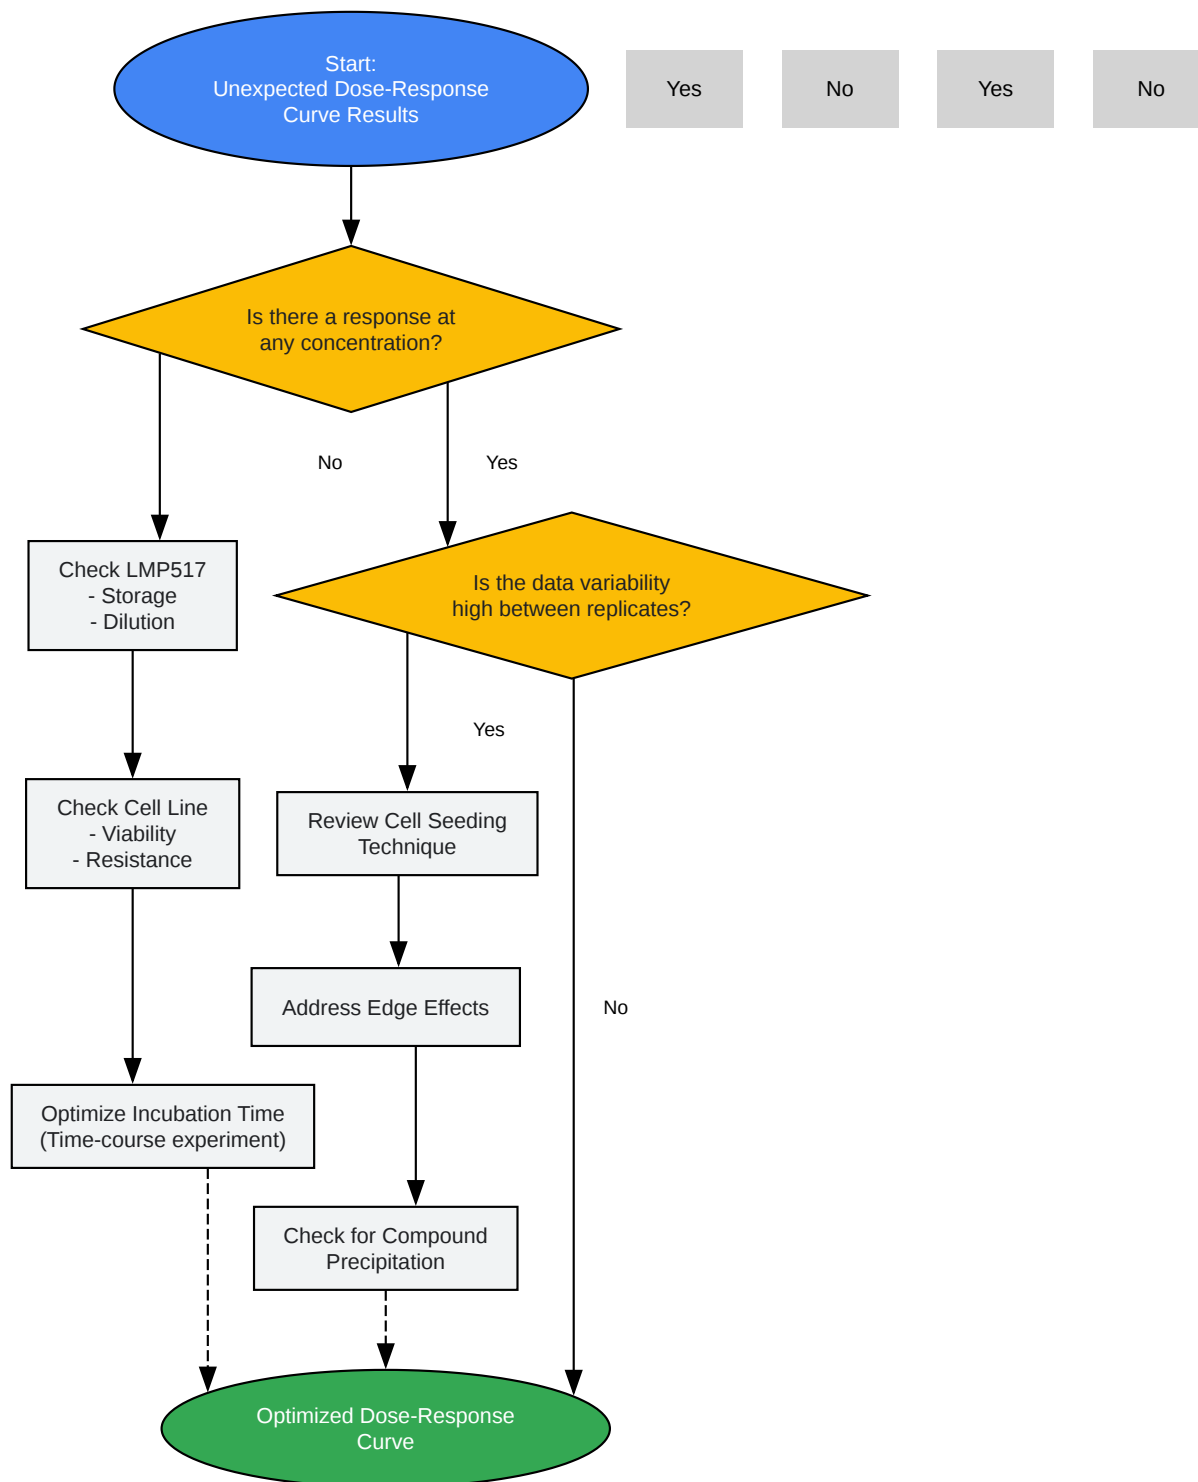 Start:
Unexpected Dose-Response
Curve Results
Yes
No
Yes
No
Is there a response at
any concentration?
No
Yes
Check LMP517
- Storage
- Dilution
Is the data variability
high between replicates?
Yes
Check Cell Line
- Viability
- Resistance
Review Cell Seeding
Technique
Address Edge Effects
No
Optimize Incubation Time
(Time-course experiment)
Check for Compound
Precipitation
Optimized Dose-Response
Curve